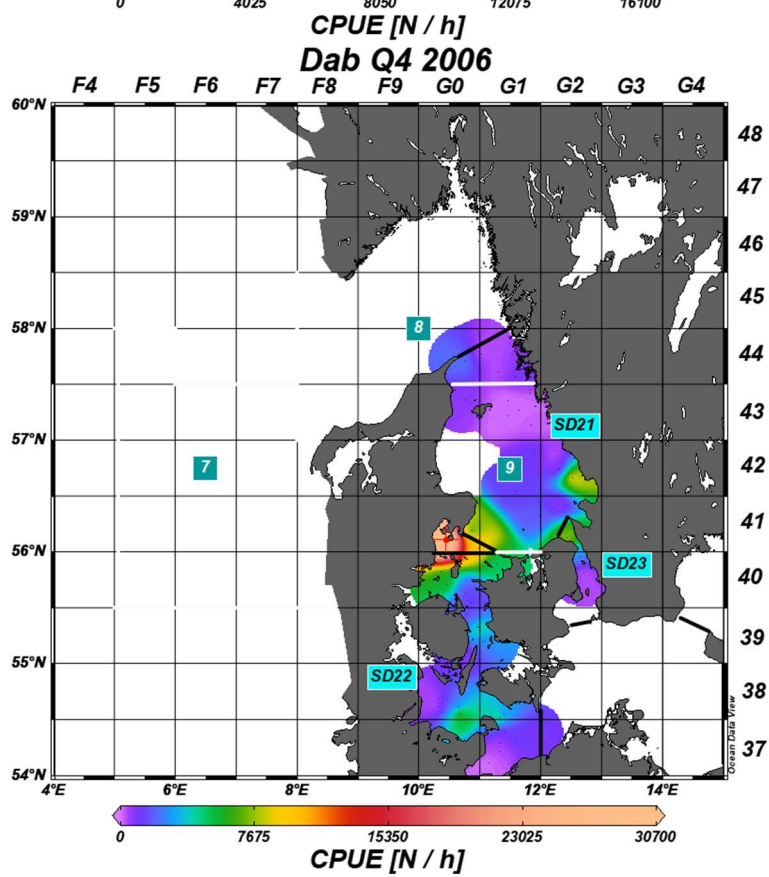 0 4025 8050 12075 16100
CPUE [N / h]
Dab Q4 2006
F4 F5 F6 F7 F8 F9 G0 G1 G2 G3 G4
60°N
48
47
59°N
46
45
58°N
8
44
43
SD21
57°N
7
9
42
41
56°N
SD23
40
39
55°N
SD22
38
Ocean Data View
37
54°N
4°E 6°E 8°E 10°E 12°E 14°E
0 7675 15350 23025 30700
CPUE [N / h]